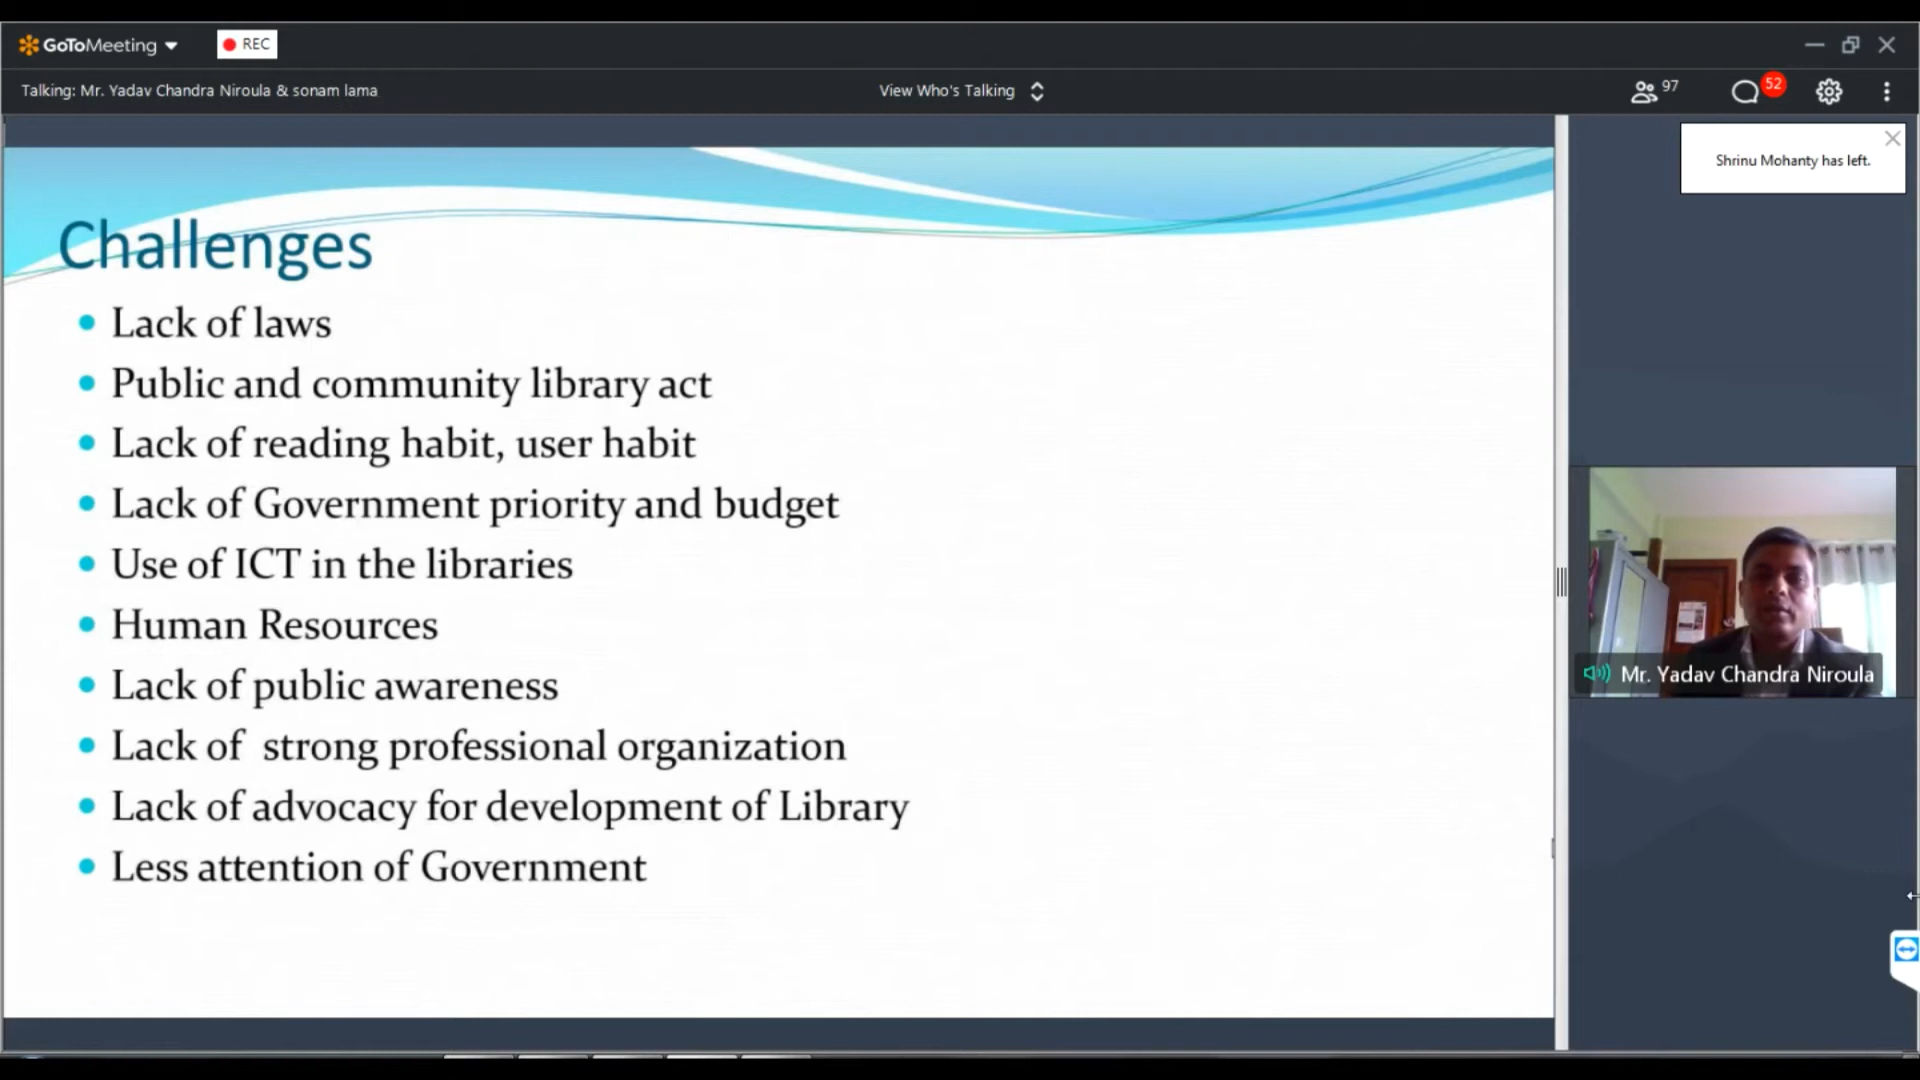 GoToMeeting
REC
Talking: Mr. Yadav Chandra Niroula & sonam lama
View Who's Talking
97
52
Shrinu Mohanty has left.
Challenges
Lack of laws
Public and community library act
Lack of reading habit, user habit
Lack of Government priority and budget
Use of ICT in the libraries
Human Resources
Lack of public awareness
Lack of  strong professional organization
Lack of advocacy for development of Library
Less attention of Government
Mr. Yadav Chandra Niroula